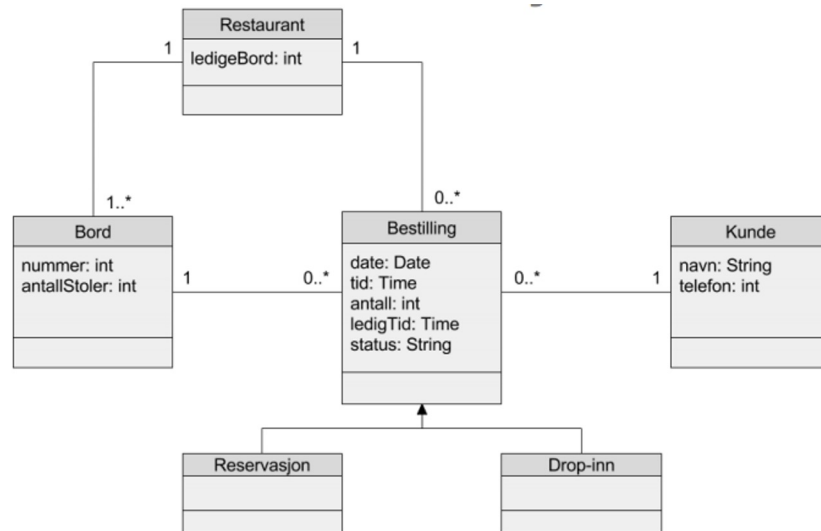 Restaurant
1
ledigeBord: int
1
1..*
0..*
Bord
nummer: int
antallStoler: int
1
0..*
Bestilling
date: Date
tid: Time
antall: int
ledigTid: Time
status: String
0..*
1
Kunde
navn: String
telefon: int
Reservasjon
Drop-inn